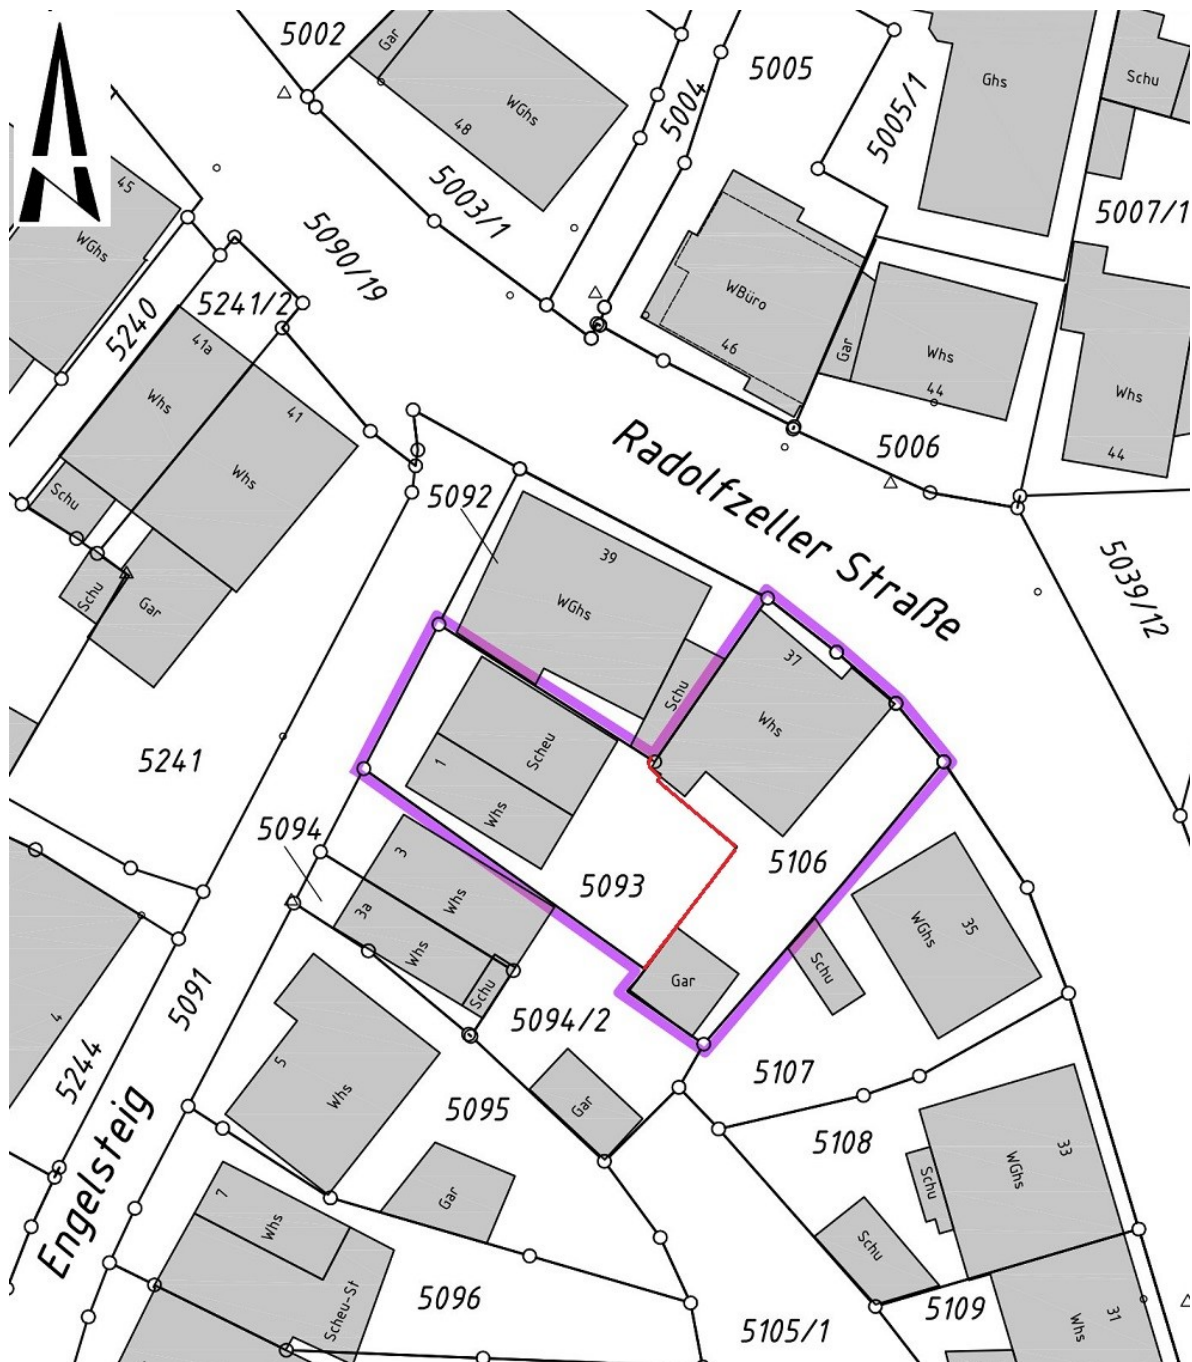 5002
Gar
WGhs
48
5004
5005
5005/1
Ghs
Schu
5007/1
45
WGhs
5003/1
5090/19
5241/2
5240
41a
Whs
41
Whs
Schu
Schu
Gar
WBüro
46
Gar
Whs
44
5006
Whs
44
5039/12
Radolfzeller Straße
5092
39
WGhs
Schu
37
Whs
Scheu
1
Whs
5241
5094
3
Whs
3a
Whs
Schu
5093
5106
Gar
WGhs
35
Schu
5094/2
5091
4
5244
Engelsteig
5
Whs
5095
Gar
Gar
5107
5108
33
WGhs
Schu
Schu
7
Whs
Scheu-St
5096
5105/1
5109
31
Whs